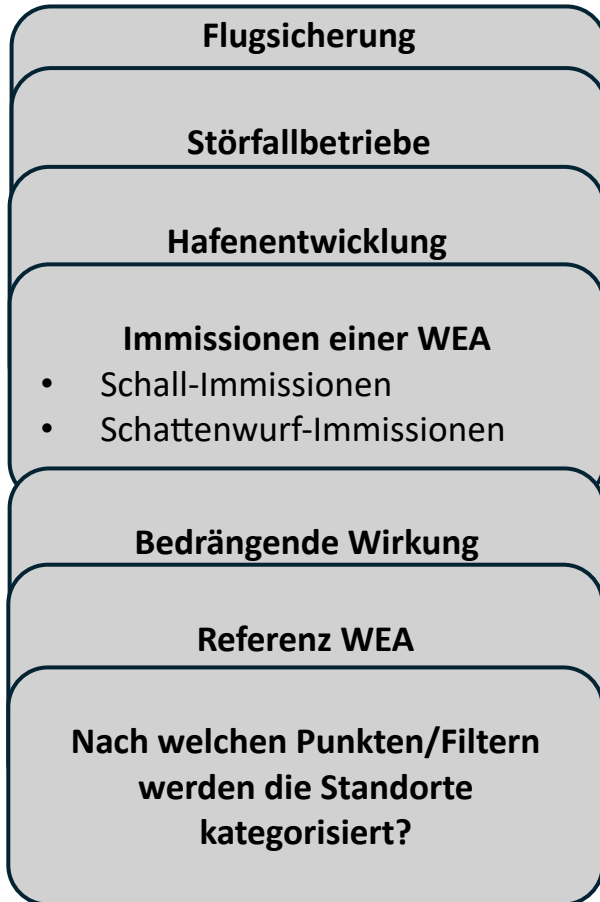 Flugsicherung
Störfallbetriebe
Hafenentwicklung
Immissionen einer WEA
• Schall-Immissionen
• Schattenwurf-Immissionen
Bedrängende Wirkung
Referenz WEA
Nach welchen Punkten/Filtern
werden die Standorte
kategorisiert?